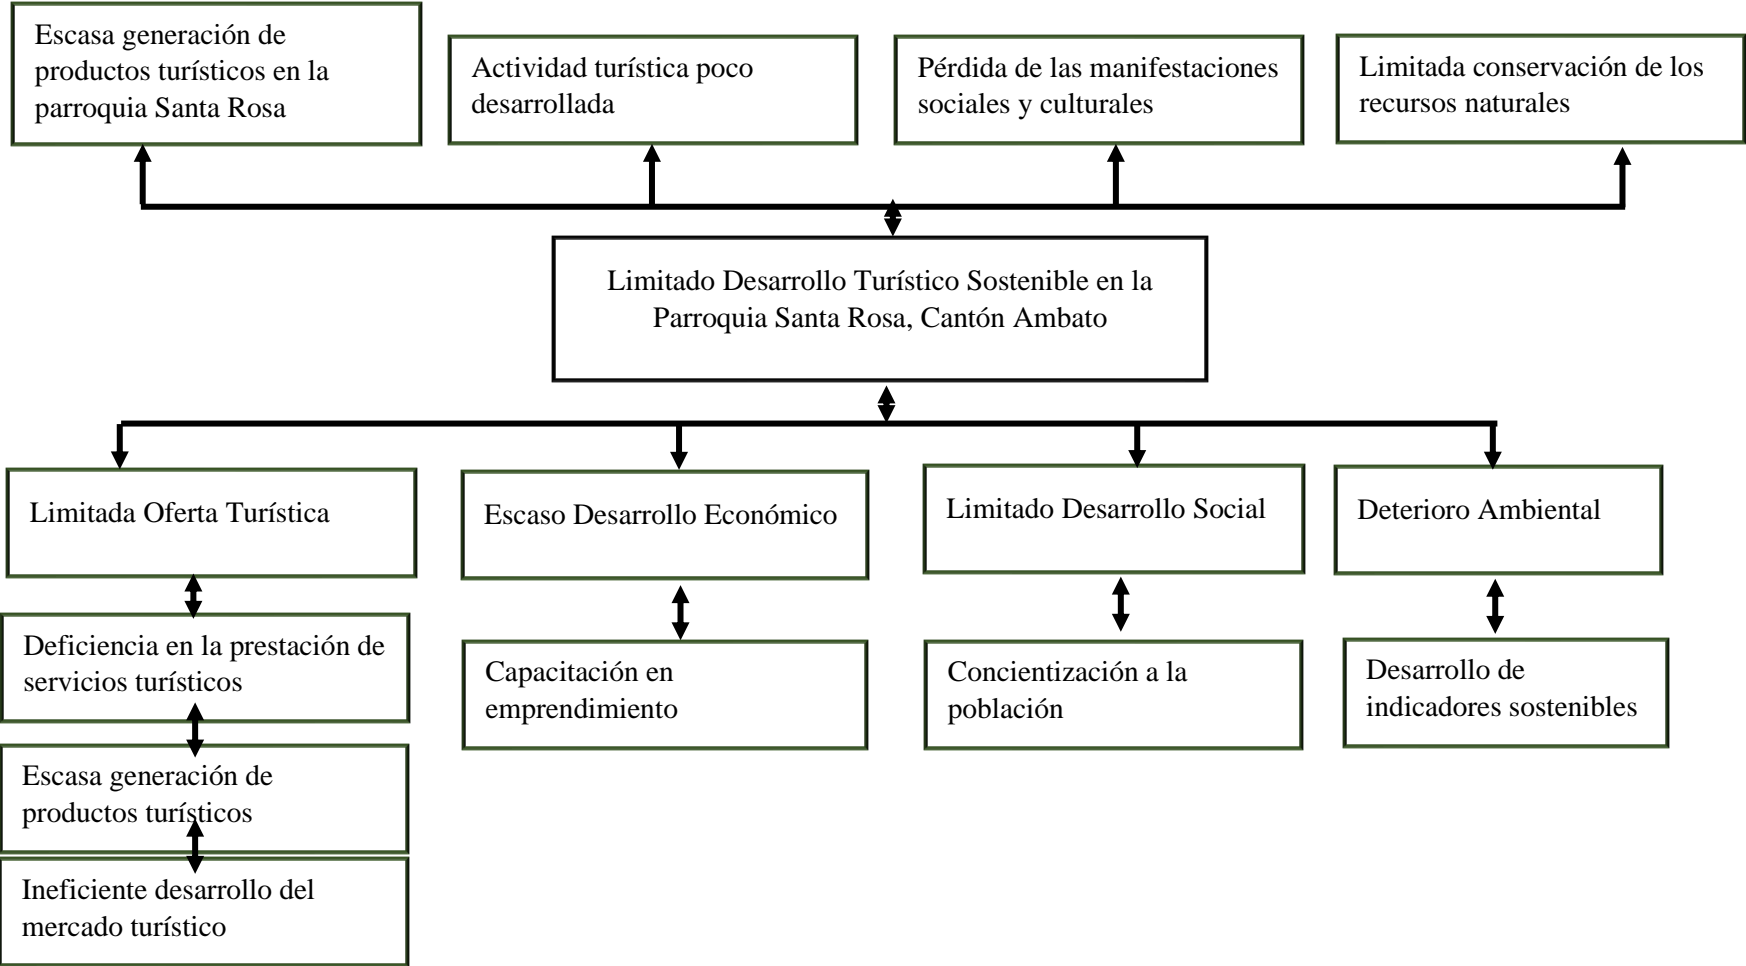 Escasa generación de
productos turísticos en la
parroquia Santa Rosa
Actividad turística poco
desarrollada
Pérdida de las manifestaciones
sociales y culturales
Limitada conservación de los
recursos naturales
Limitado Desarrollo Turístico Sostenible en la
Parroquia Santa Rosa, Cantón Ambato
Limitada Oferta Turística
Escaso Desarrollo Económico
Limitado Desarrollo Social
Deterioro Ambiental
Deficiencia en la prestación de
servicios turísticos
Capacitación en
emprendimiento
Concientización a la
población
Desarrollo de
indicadores sostenibles
Escasa generación de
productos turísticos
Ineficiente desarrollo del
mercado turístico